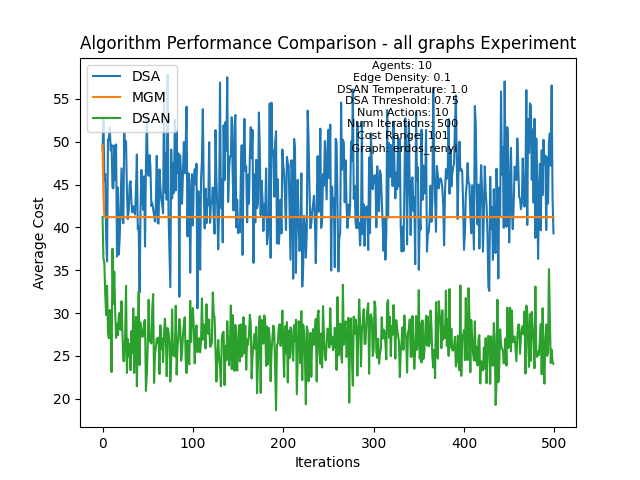 Algorithm Performance Comparison - all graphs Experiment
DSA
MGM
DSAN
Agents: 10
Edge Density: 0.1
DSAN Temperature: 1.0
DSA Threshold: 0.75
Num Actions: 10
Num Iterations: 500
Cost Range: 101
Graph: erdos_renyi
Average Cost
55
50
45
40
35
30
25
20
0 100 200 300 400 500
Iterations